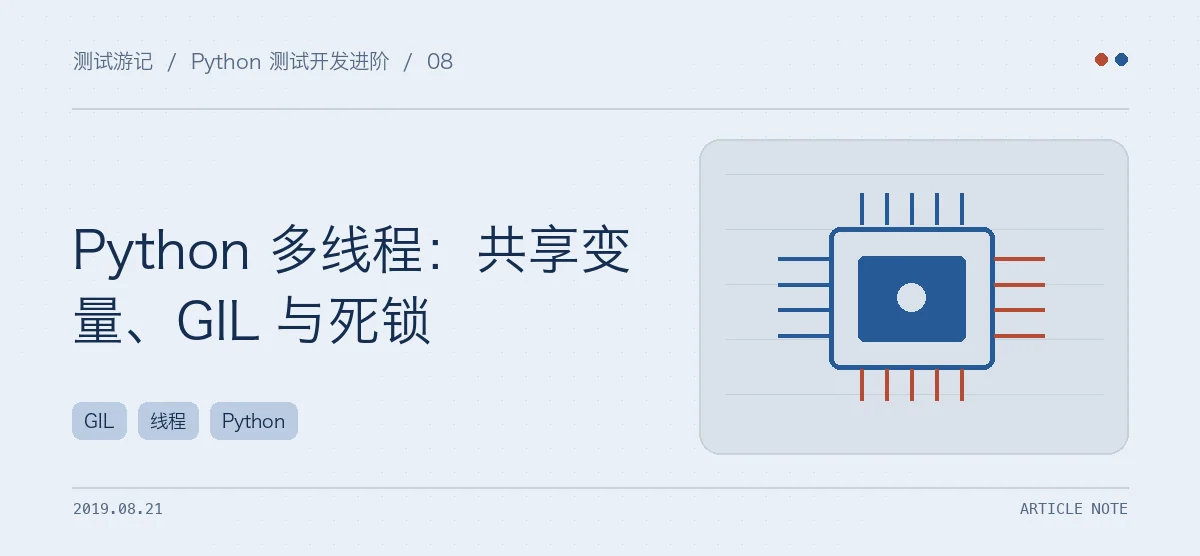 测试游记 / Python 测试开发进阶 / 08
Python 多线程：共享变
量、GIL 与死锁
GIL 线程 Python
2019.08.21 ARTICLE NOTE